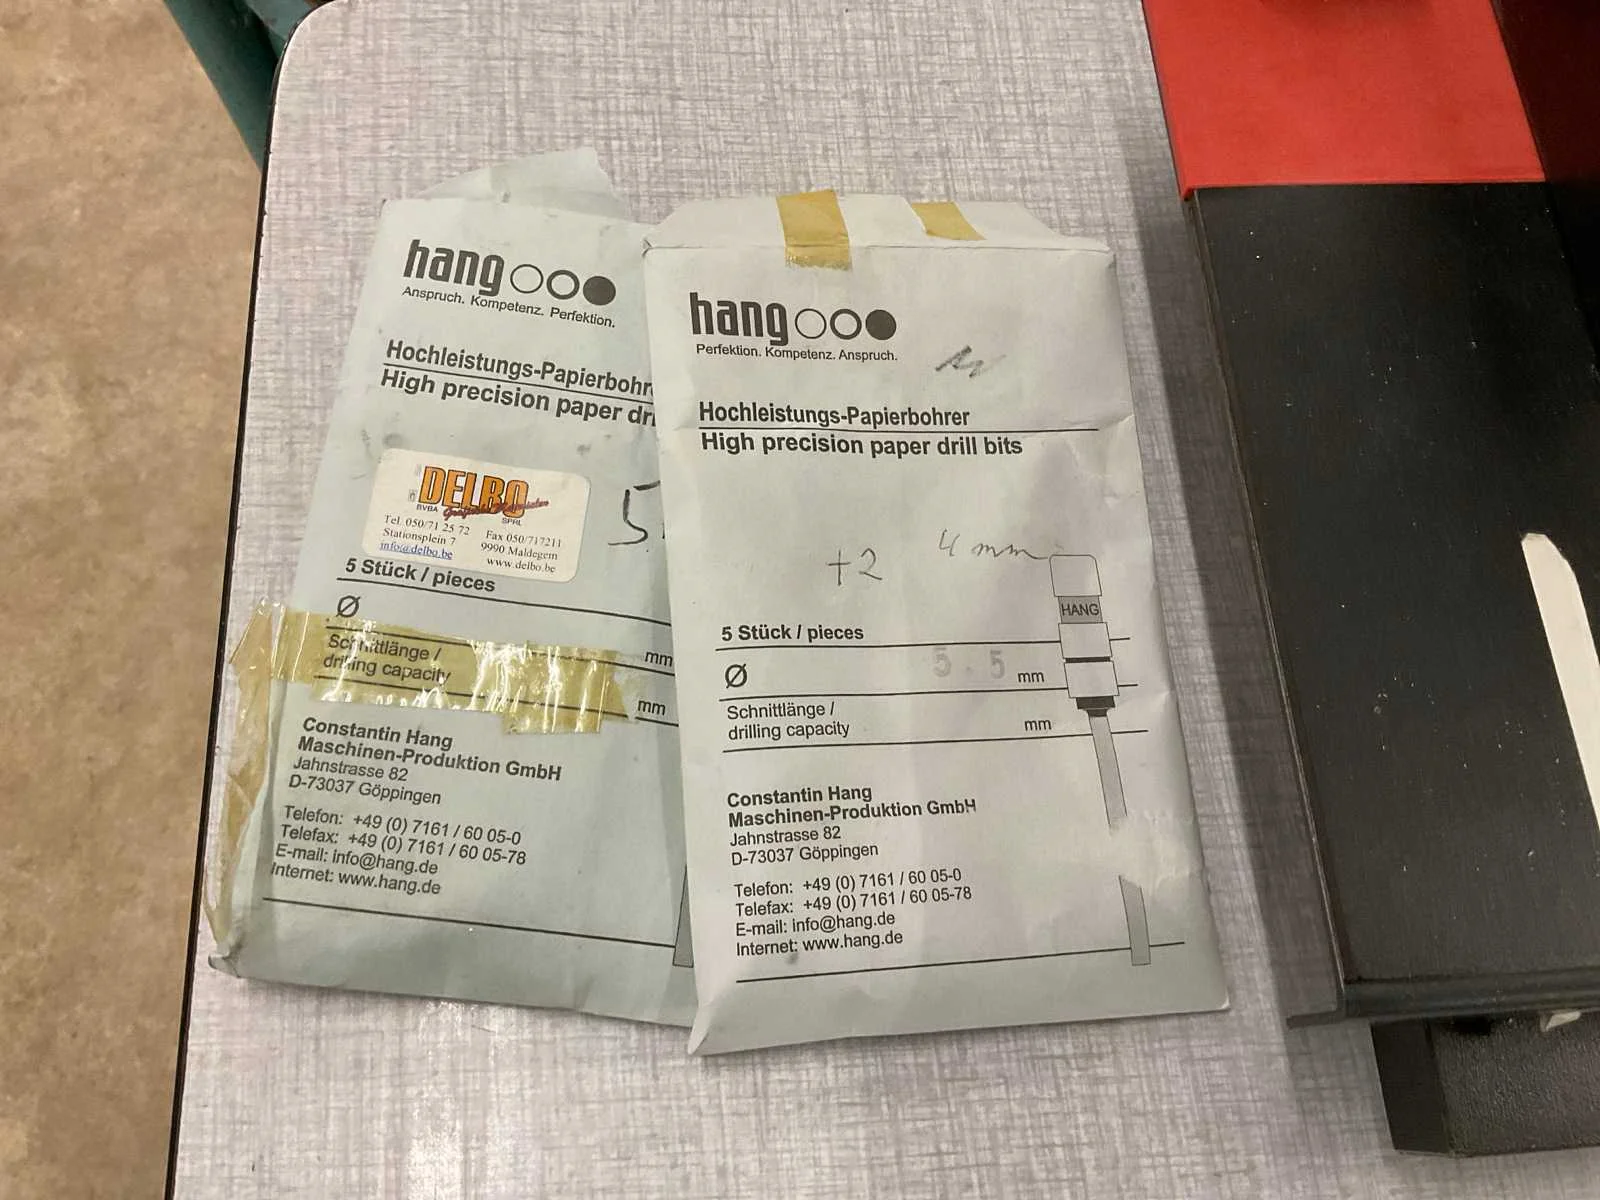 hang
Anspruch. Kompetenz. Perfektion.
Hochleistungs-Papierbohr
High precision paper dri
DELBO
BVBA
SPRL
Tel. 050/71 25 72
Fax 050/717211
Stationsplein 7
9990 Maldegem
info@delbo.be
www.delbo.be
5
5 Stück / pieces
Ø
mm
Schnittlänge /
drilling capacity
mm
Constantin Hang
Maschinen-Produktion GmbH
Jahnstrasse 82
D-73037 Göppingen
Telefon: +49 (0) 7161 / 60 05-0
Telefax: +49 (0) 7161 / 60 05-78
E-mail: info@hang.de
Internet: www.hang.de
hang
Perfektion. Kompetenz. Anspruch.
Hochleistungs-Papierbohrer
High precision paper drill bits
+2 4 mm
HANG
5 Stück / pieces
Ø 5.5 mm
Schnittlänge /
drilling capacity mm
Constantin Hang
Maschinen-Produktion GmbH
Jahnstrasse 82
D-73037 Göppingen
Telefon: +49 (0) 7161 / 60 05-0
Telefax: +49 (0) 7161 / 60 05-78
E-mail: info@hang.de
Internet: www.hang.de